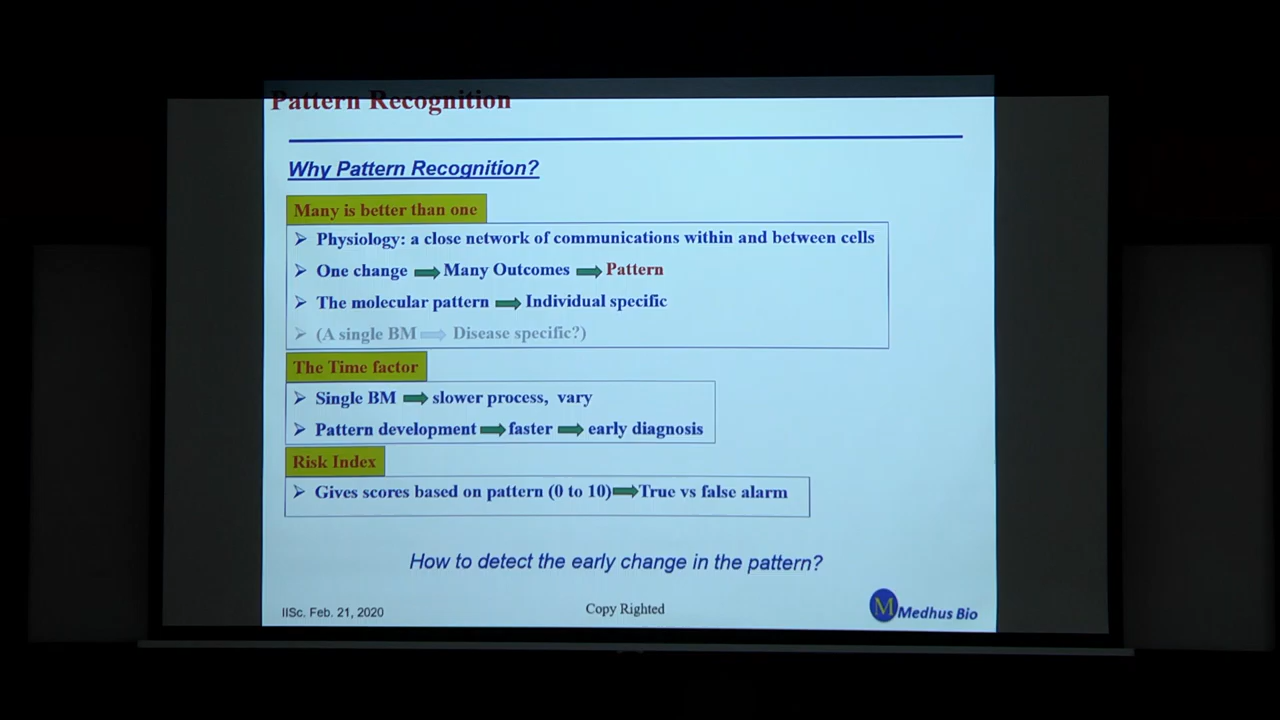 Pattern Recognition
Why Pattern Recognition?
Many is better than one
➢ Physiology: a close network of communications within and between cells
➢ One change ➡ Many Outcomes ➡ Pattern
➢ The molecular pattern ➡ Individual specific
➢ (A single BM ➡ Disease specific?)
The Time factor
➢ Single BM ➡ slower process, vary
➢ Pattern development ➡ faster ➡ early diagnosis
Risk Index
➢ Gives scores based on pattern (0 to 10) ➡ True vs false alarm
How to detect the early change in the pattern?
IISc. Feb. 21, 2020
Copy Righted
M Medhus Bio